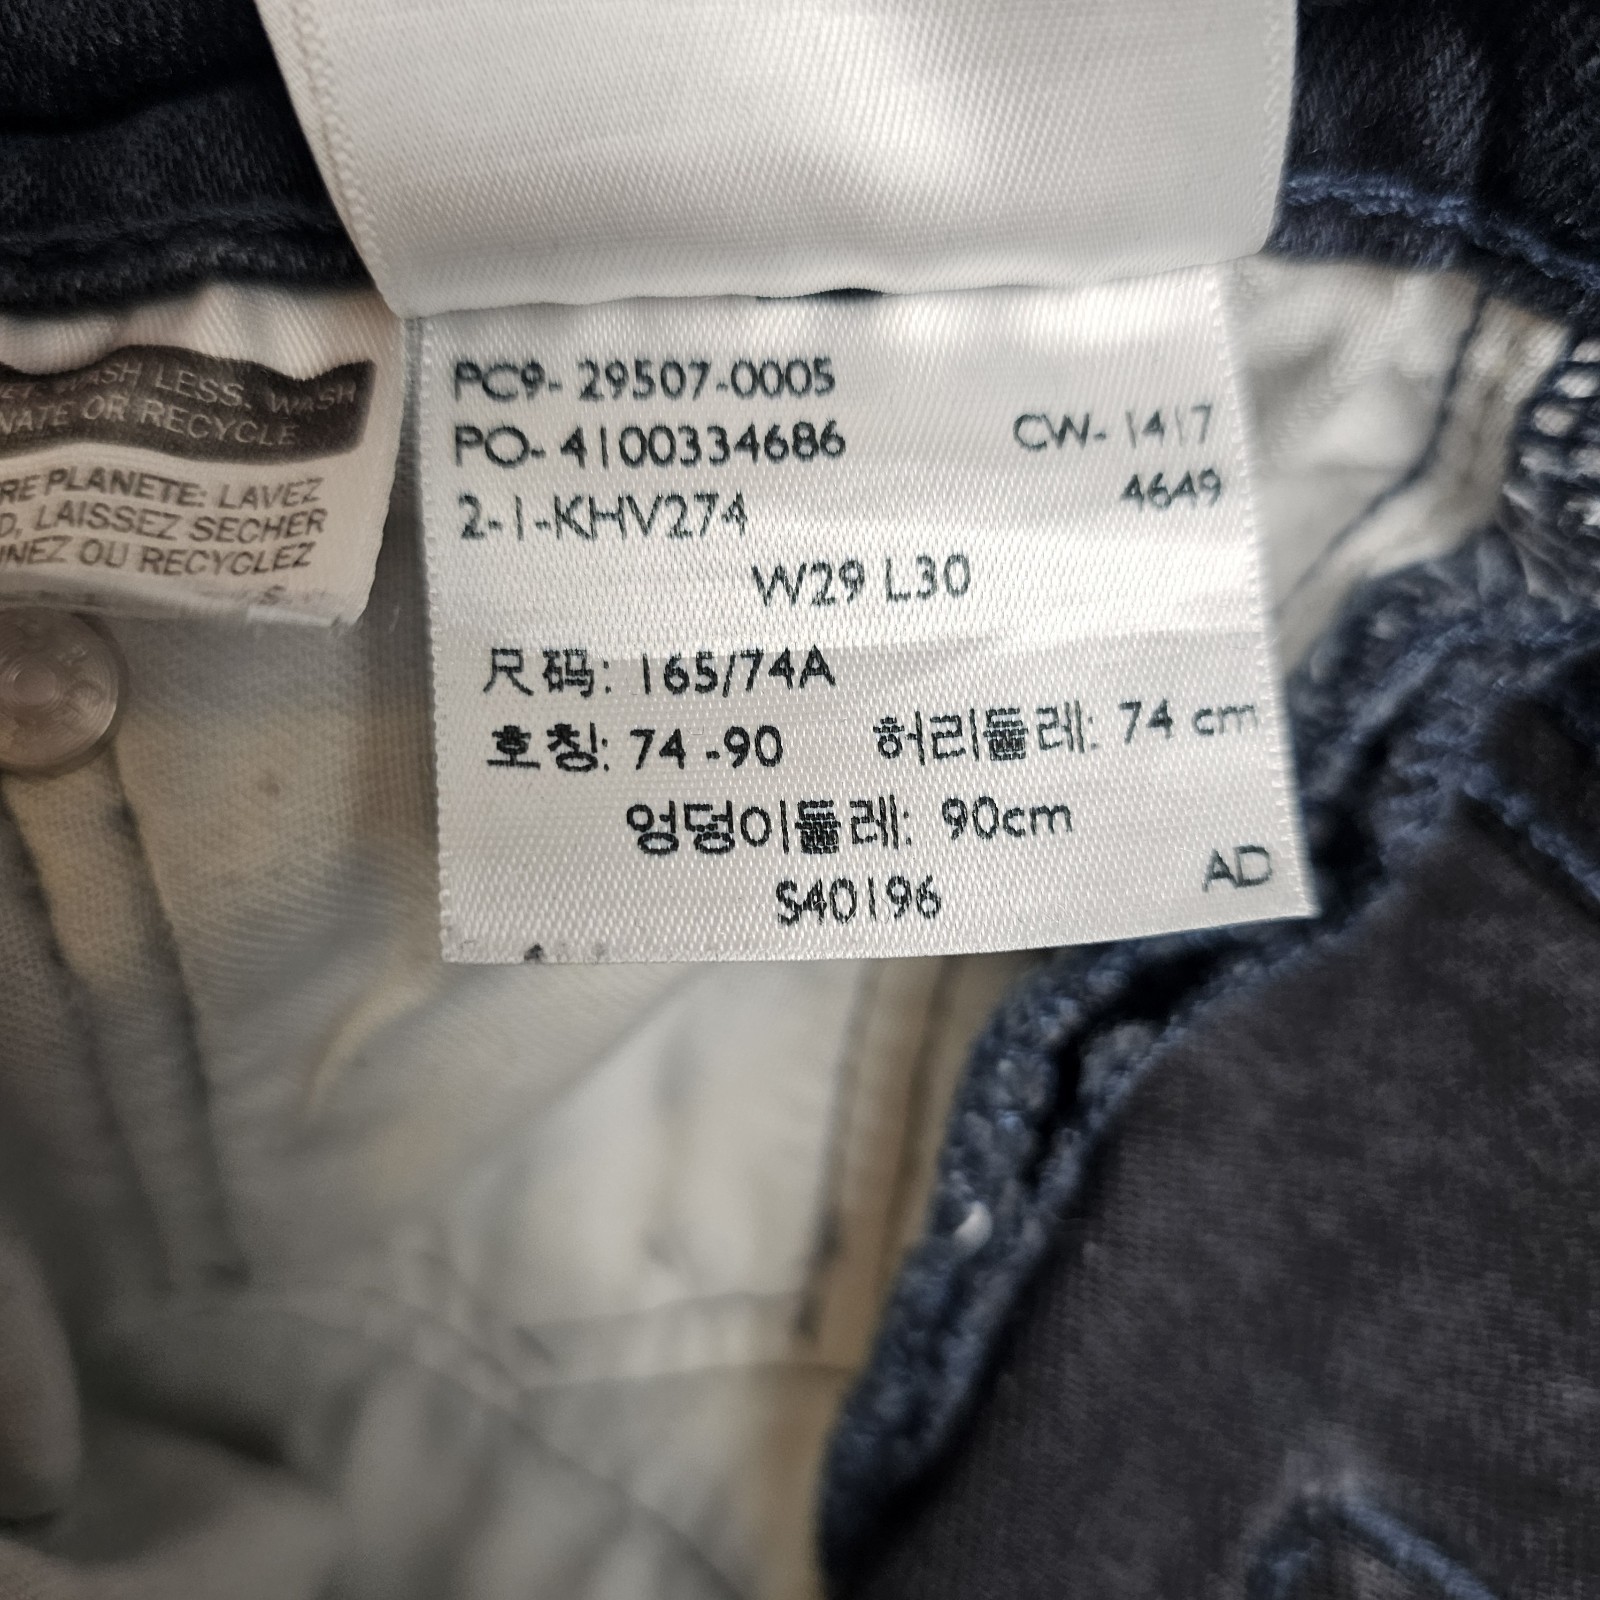 WASH LESS, WASH
NATE OR RECYCLE
RE PLANETE: LAVEZ
D, LAISSEZ SECHER
NEZ OU RECYCLEZ
PC9- 29507-0005
PO- 4100334686 CW- 1417
2-1-KHV274 4649
W29 L30
尺码: 165/74A
호칭: 74 -90 허리둘레: 74 cm
엉덩이둘레: 90cm
S40196 AD